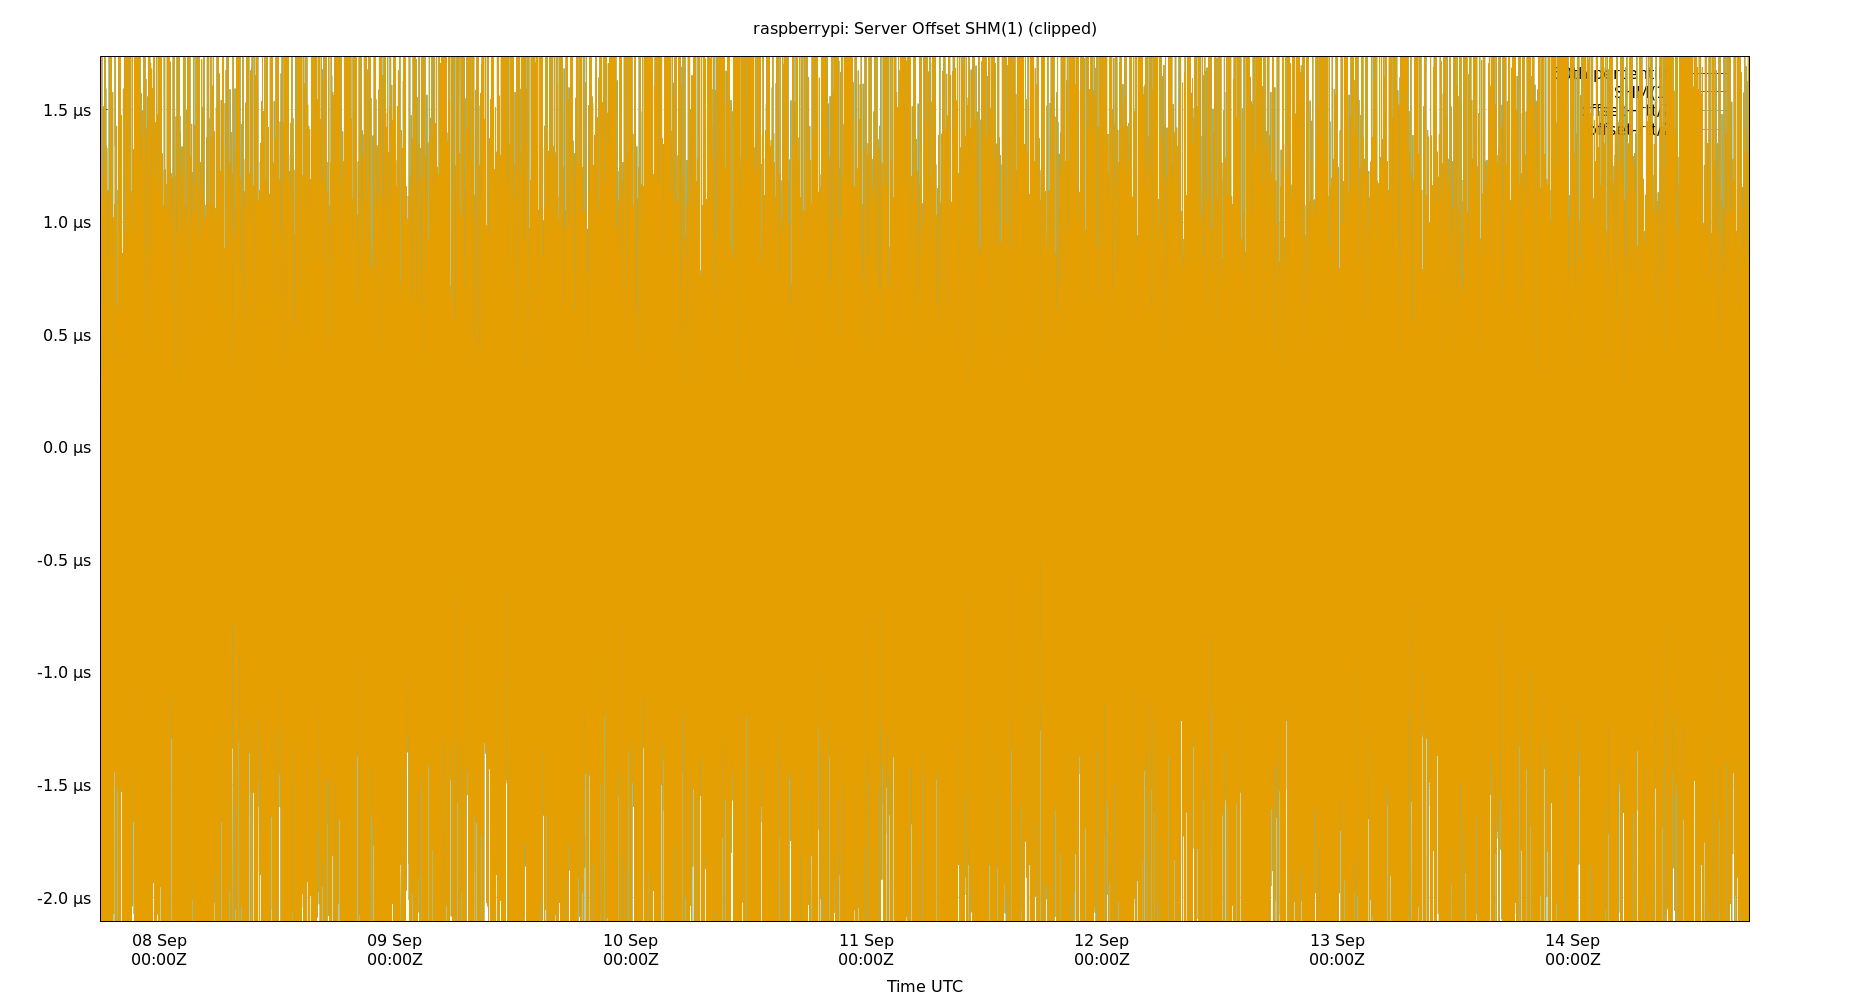 raspberrypi: Server Offset SHM(1) (clipped)
1.5 µs
1.0 µs
0.5 µs
0.0 µs
-0.5 µs
-1.0 µs
-1.5 µs
-2.0 µs
08 Sep 09 Sep 10 Sep 11 Sep 12 Sep 13 Sep 14 Sep
00:00Z 00:00Z 00:00Z 00:00Z 00:00Z 00:00Z 00:00Z
Time UTC